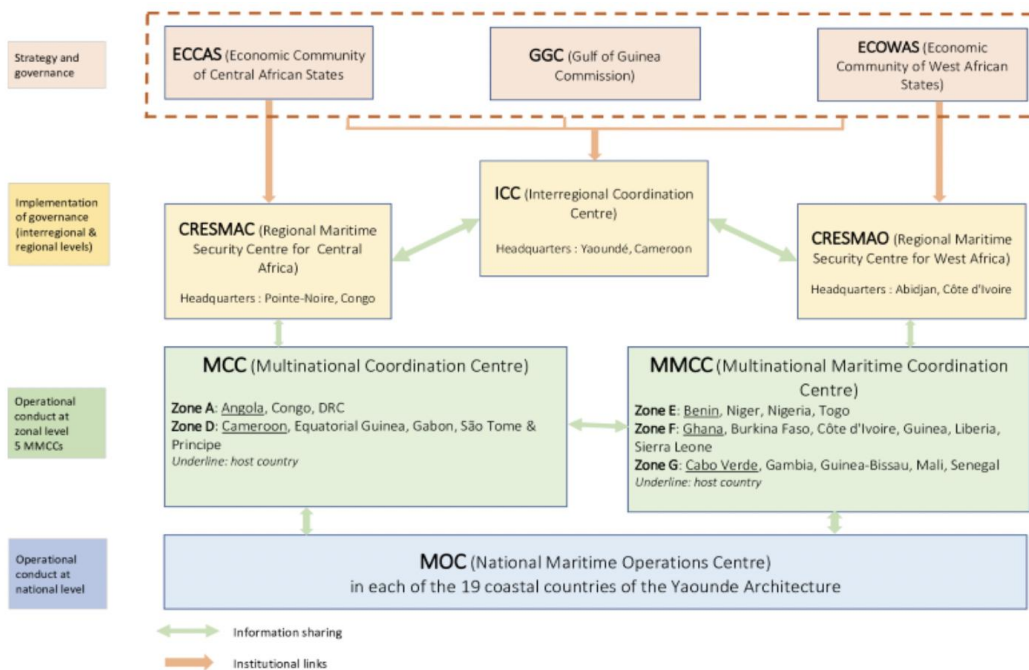 Strategy and
governance
ECCAS (Economic Community
of Central African States
GGC (Gulf of Guinea
Commission)
ECOWAS (Economic
Community of West African
States)
Implementation
of governance
(interregional &
regional levels)
ICC (Interregional Coordination
Centre)
Headquarters : Yaoundé, Cameroon
CRESMAC (Regional Maritime
Security Centre for Central
Africa)
Headquarters : Pointe-Noire, Congo
CRESMAO (Regional Maritime
Security Centre for West Africa)
Headquarters : Abidjan, Côte d'Ivoire
Operational
conduct at
zonal level
5 MMCCs
MCC (Multinational Coordination Centre)
Zone A: Angola, Congo, DRC
Zone D: Cameroon, Equatorial Guinea, Gabon, São Tome &
Principe
Underline: host country
MMCC (Multinational Maritime Coordination
Centre)
Zone E: Benin, Niger, Nigeria, Togo
Zone F: Ghana, Burkina Faso, Côte d'Ivoire, Guinea, Liberia,
Sierra Leone
Zone G: Cabo Verde, Gambia, Guinea-Bissau, Mali, Senegal
Underline: host country
Operational
conduct at
national level
MOC (National Maritime Operations Centre)
in each of the 19 coastal countries of the Yaounde Architecture
Information sharing
Institutional links